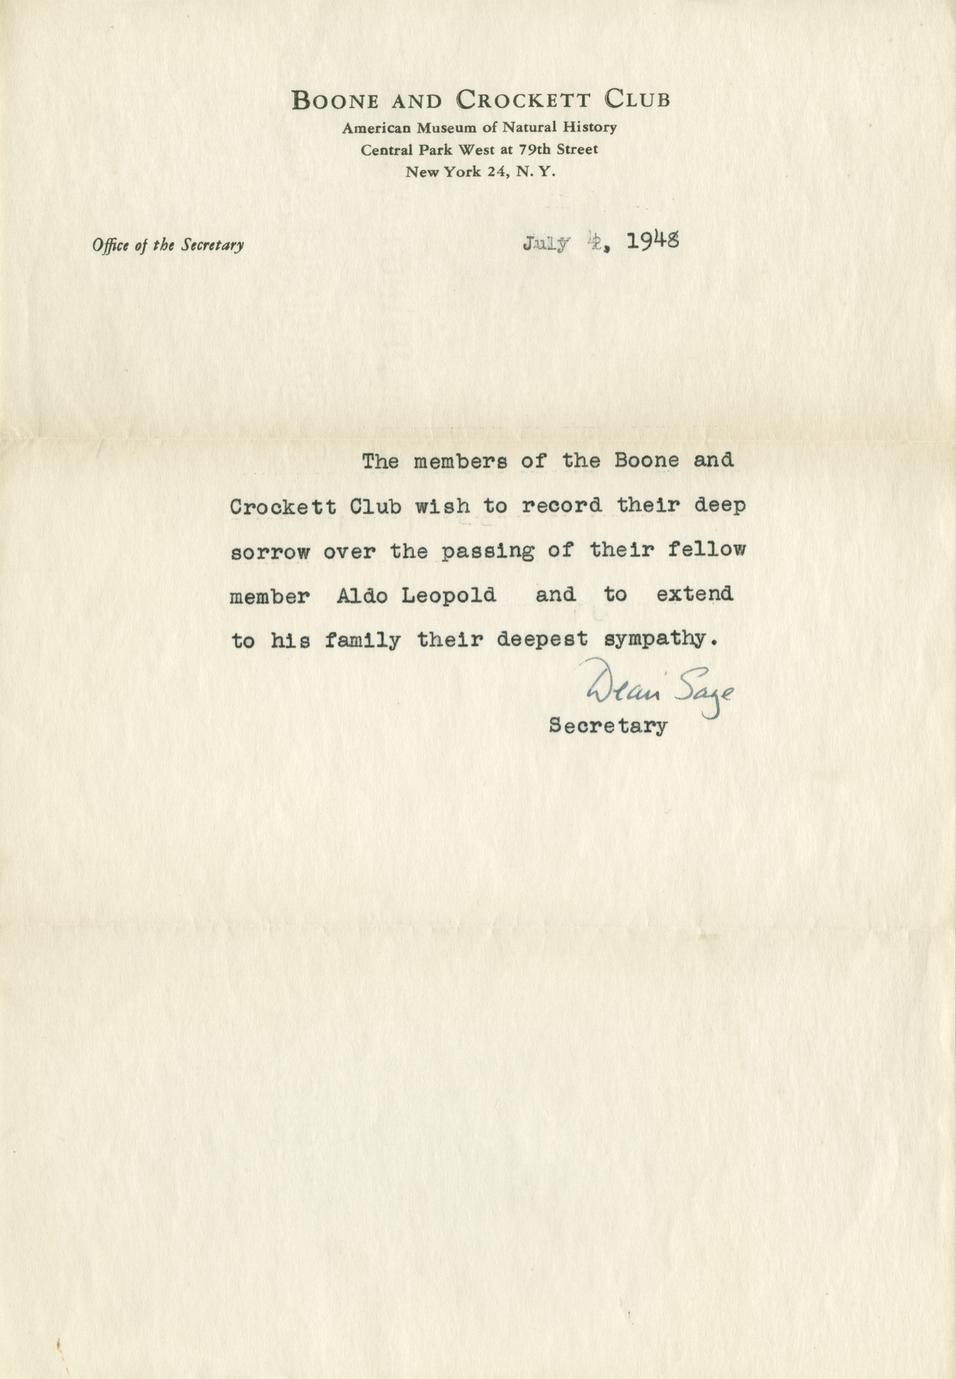 BOONE AND CROCKETT CLUB
American Museum of Natural History
Central Park West at 79th Street
New York 24, N. Y.
Office of the Secretary
July , 1948
The members of the Boone and
Crockett Club wish to record their deep
sorrow over the passing of their fellow
member Aldo Leopold and to extend
to his family their deepest sympathy.
Dean Sage
Secretary